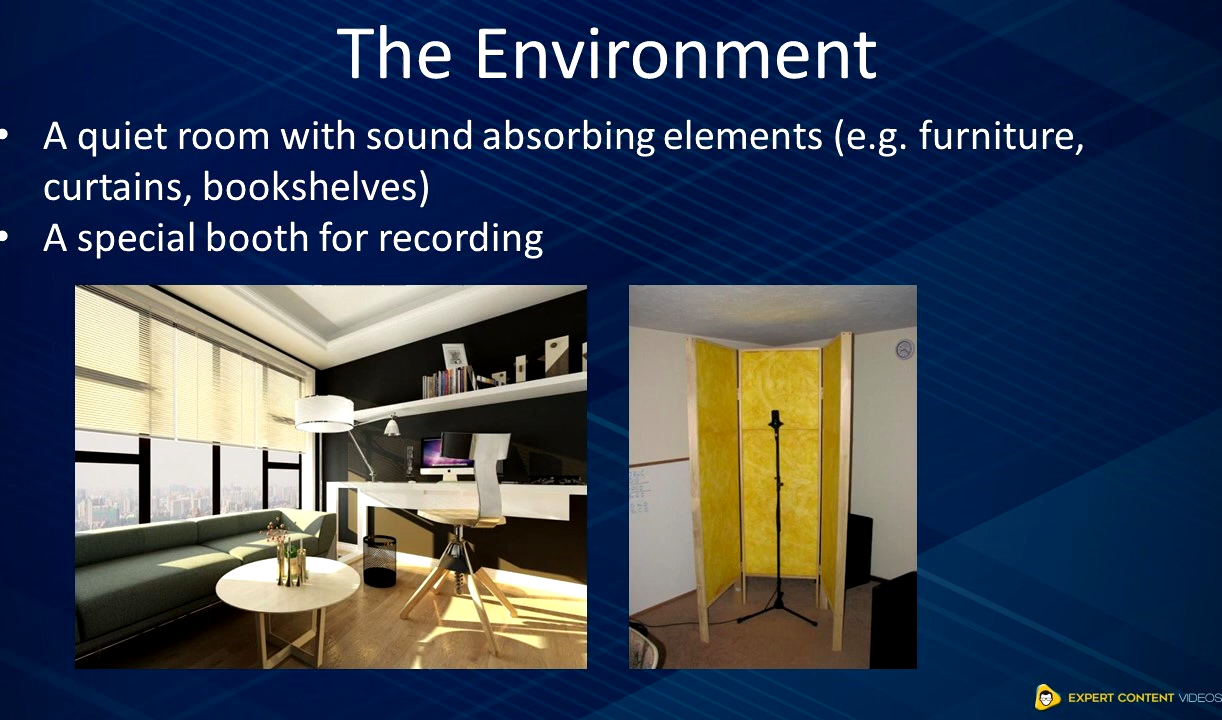 The Environment
• A quiet room with sound absorbing elements (e.g. furniture,
curtains, bookshelves)
• A special booth for recording
EXPERT CONTENT VIDEOS